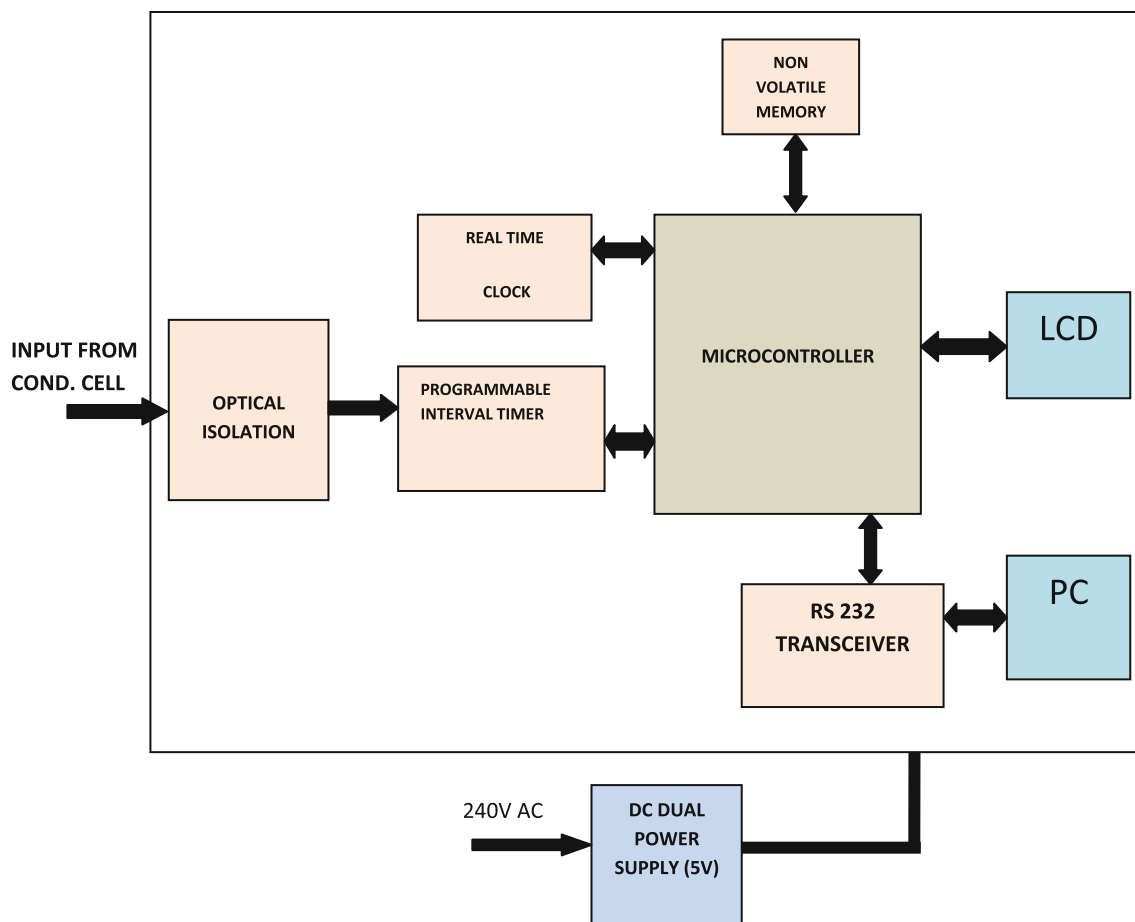 NON
VOLATILE
MEMORY
REAL TIME
CLOCK
MICROCONTROLLER
LCD
INPUT FROM
COND. CELL
OPTICAL
ISOLATION
PROGRAMMABLE
INTERVAL TIMER
RS 232
TRANSCEIVER
PC
240V AC
DC DUAL
POWER
SUPPLY (5V)